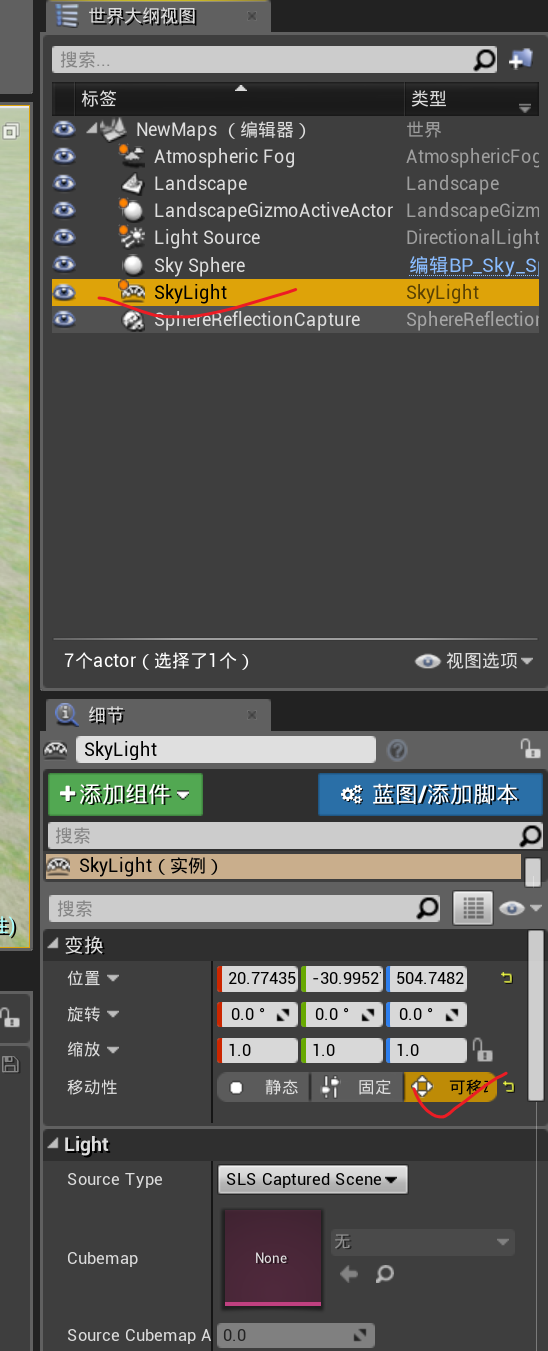 世界大纲视图
搜索...
标签 类型
NewMaps（编辑器） 世界
Atmospheric Fog AtmosphericFog
Landscape Landscape
LandscapeGizmoActiveActor LandscapeGizm
Light Source DirectionalLight
Sky Sphere 编辑BP_Sky_Sp
SkyLight SkyLight
SphereReflectionCapture SphereReflection
7个actor（选择了1个） 视图选项
细节
SkyLight
添加组件 蓝图/添加脚本
搜索
SkyLight（实例）
搜索
变换
位置 20.77435 -30.9952 504.7482
旋转 0.0 ° 0.0 ° 0.0 °
缩放 1.0 1.0 1.0
移动性 静态 固定 可移
Light
Source Type SLS Captured Scene
Cubemap None 无
Source Cubemap A 0.0